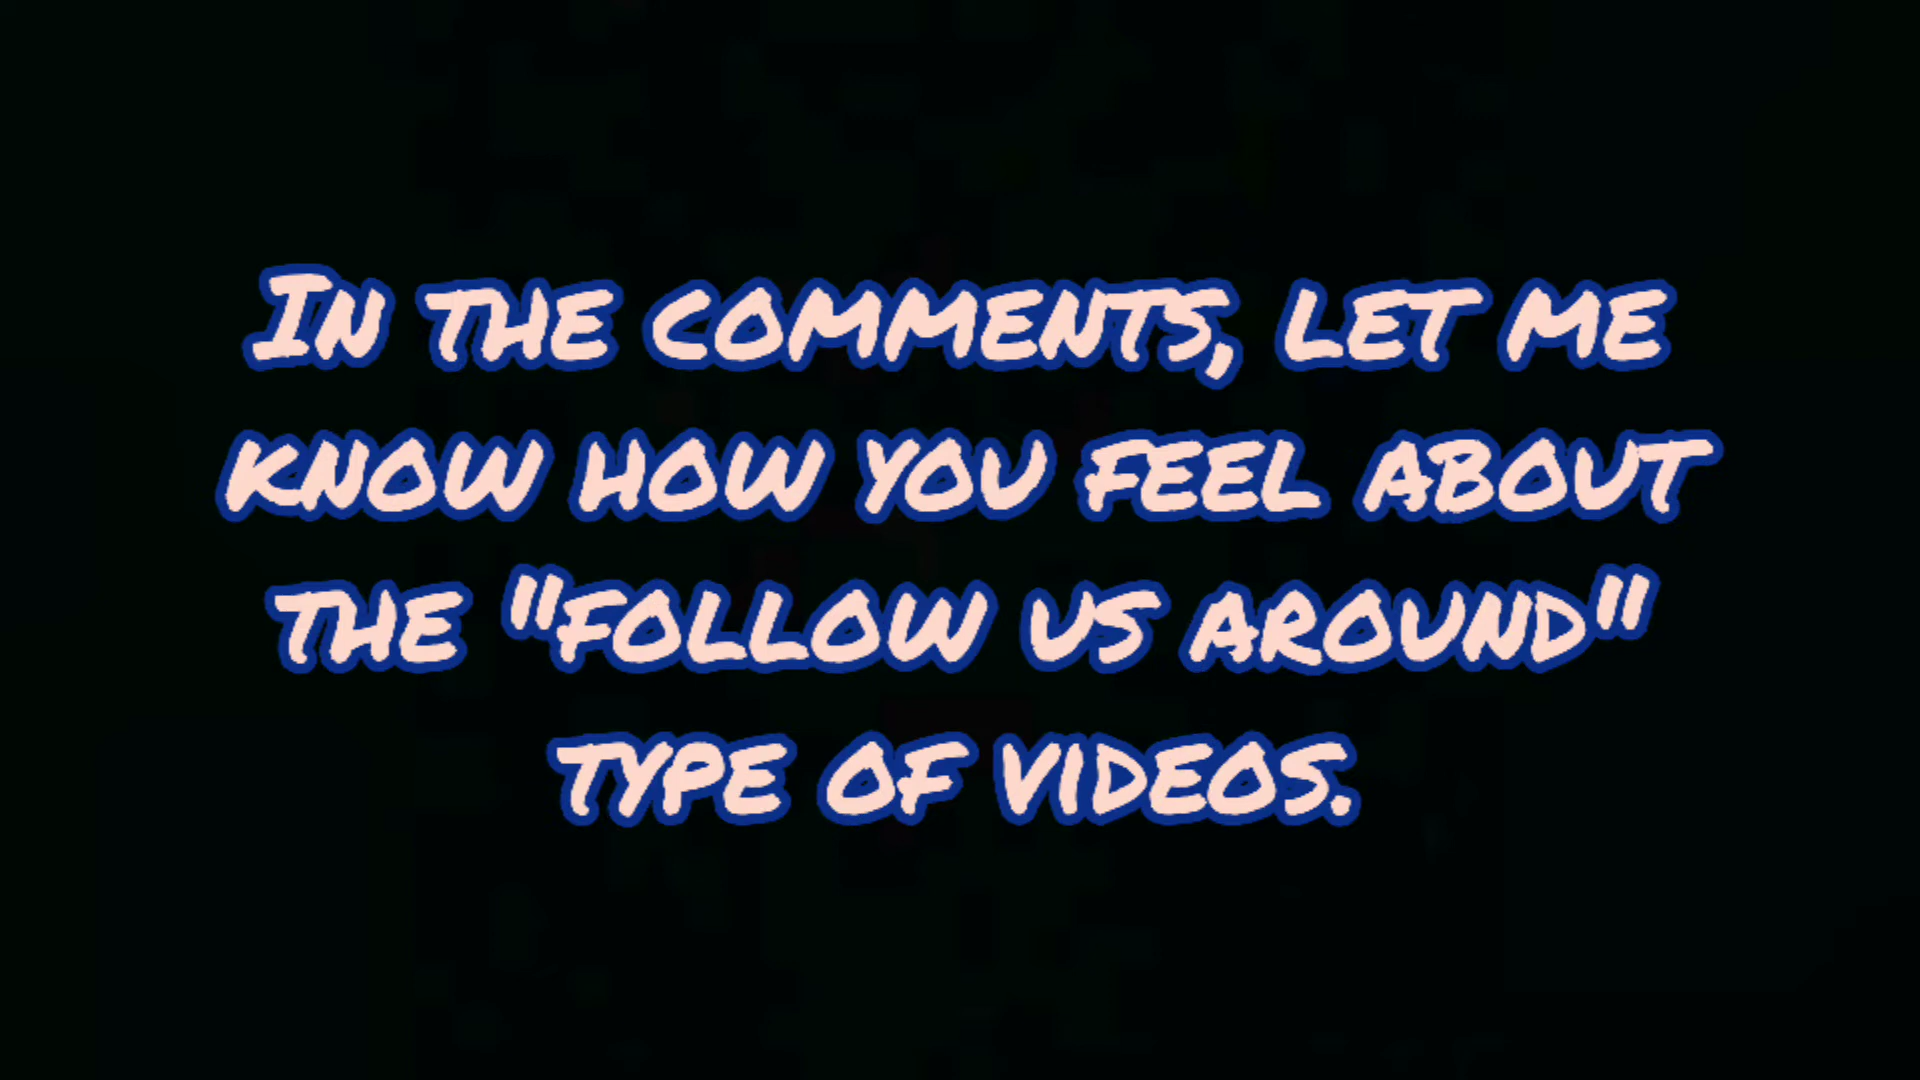 In the comments, let me
know how you feel about
the "follow us around"
type of videos.